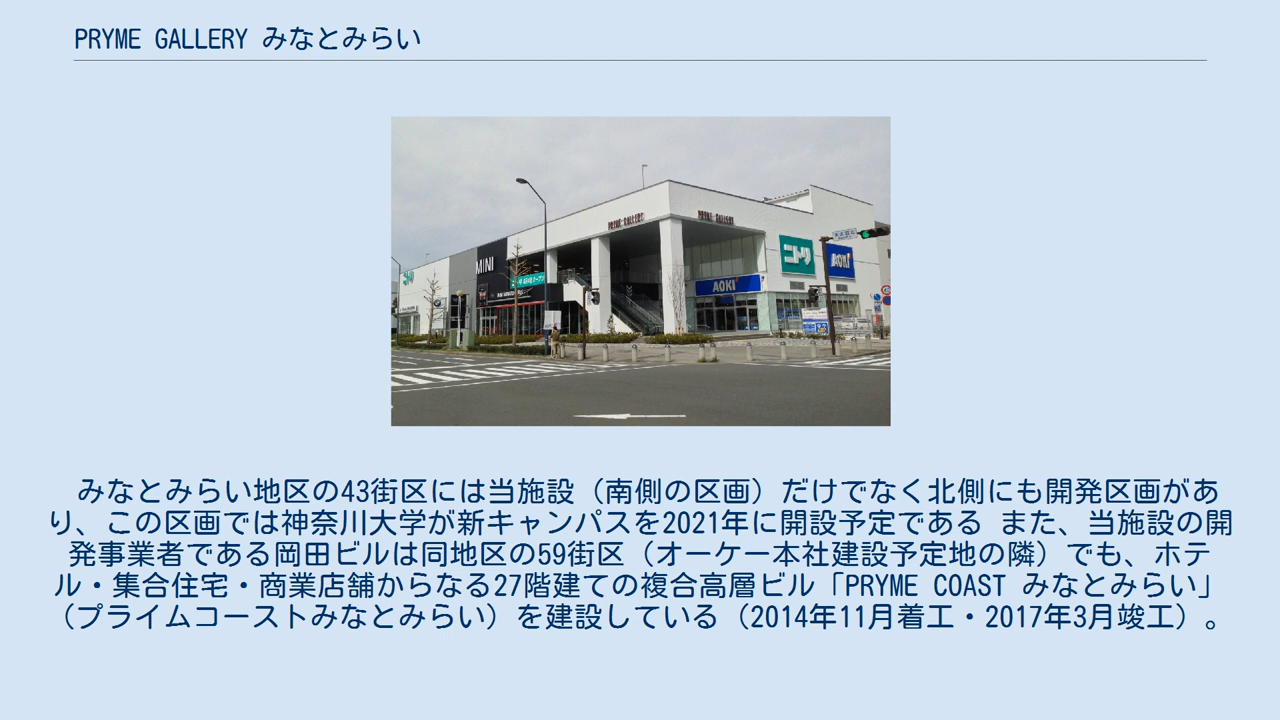 PRYME GALLERY みなとみらい
PRYME GALLERY
PRYME GALLERY
MINI
ニトリ
AOKI
AOKI
みなとみらい地区の43街区には当施設（南側の区画）だけでなく北側にも開発区画があ
り、この区画では神奈川大学が新キャンパスを2021年に開設予定である また、当施設の開
発事業者である岡田ビルは同地区の59街区（オーケー本社建設予定地の隣）でも、ホテ
ル・集合住宅・商業店舗からなる27階建ての複合高層ビル「PRYME COAST みなとみらい」
（プライムコーストみなとみらい）を建設している（2014年11月着工・2017年3月竣工）。